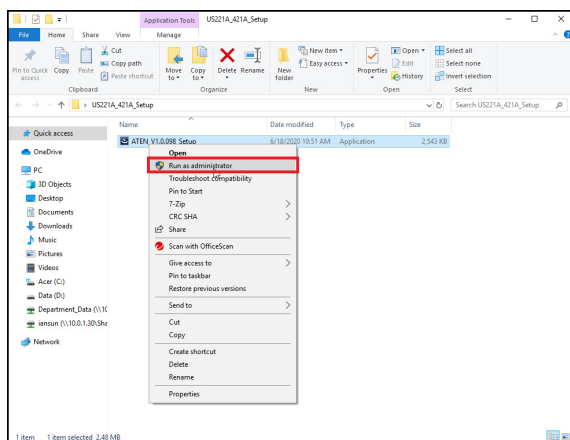 Application Tools US221A_421A_Setup
File Home Share View Manage
Pin to Quick access
Copy
Paste
Cut
Copy path
Paste shortcut
Move to
Copy to
Delete
Rename
New folder
New item
Easy access
Properties
Open
Edit
History
Select all
Select none
Invert selection
Clipboard Organize New Open Select
US221A_421A_Setup
Search US221A_421A_Setup
Name Date modified Type Size
ATEN_V1.0.098_Setup 6/18/2020 10:51 AM Application 2,543 KB
Quick access
OneDrive
PC
3D Objects
Desktop
Documents
Downloads
Music
Pictures
Videos
Acer (C:)
Data (D:)
Department_Data (\\10
iansun (\\10.0.1.30\Sha
Network
Open
Run as administrator
Troubleshoot compatibility
Pin to Start
7-Zip
CRC SHA
Share
Scan with OfficeScan
Give access to
Pin to taskbar
Restore previous versions
Send to
Cut
Copy
Create shortcut
Delete
Rename
Properties
1 item 1 item selected 2.48 MB